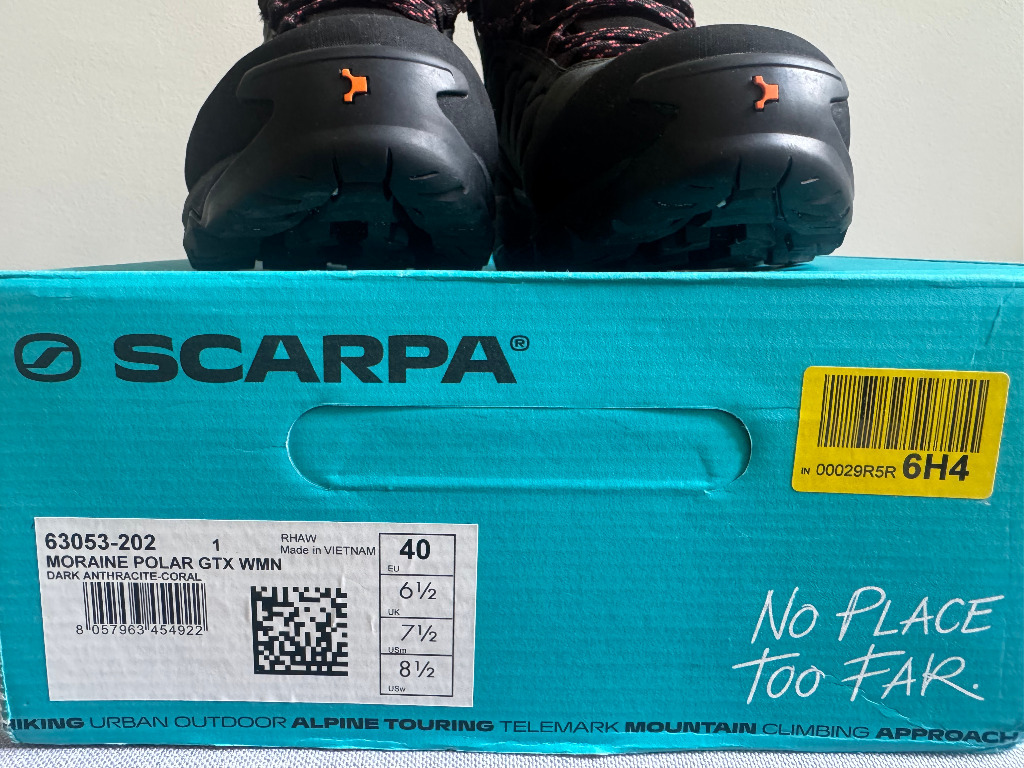 SCARPA®
IN 00029R5R 6H4
63053-202 1
RHAW
Made in VIETNAM
MORAINE POLAR GTX WMN
DARK ANTHRACITE-CORAL
8 057963 454922
40
EU
6½
UK
7½
USm
8½
USw
No PLACE
Too FAR.
HIKING URBAN OUTDOOR ALPINE TOURING TELEMARK MOUNTAIN CLIMBING APPROACH